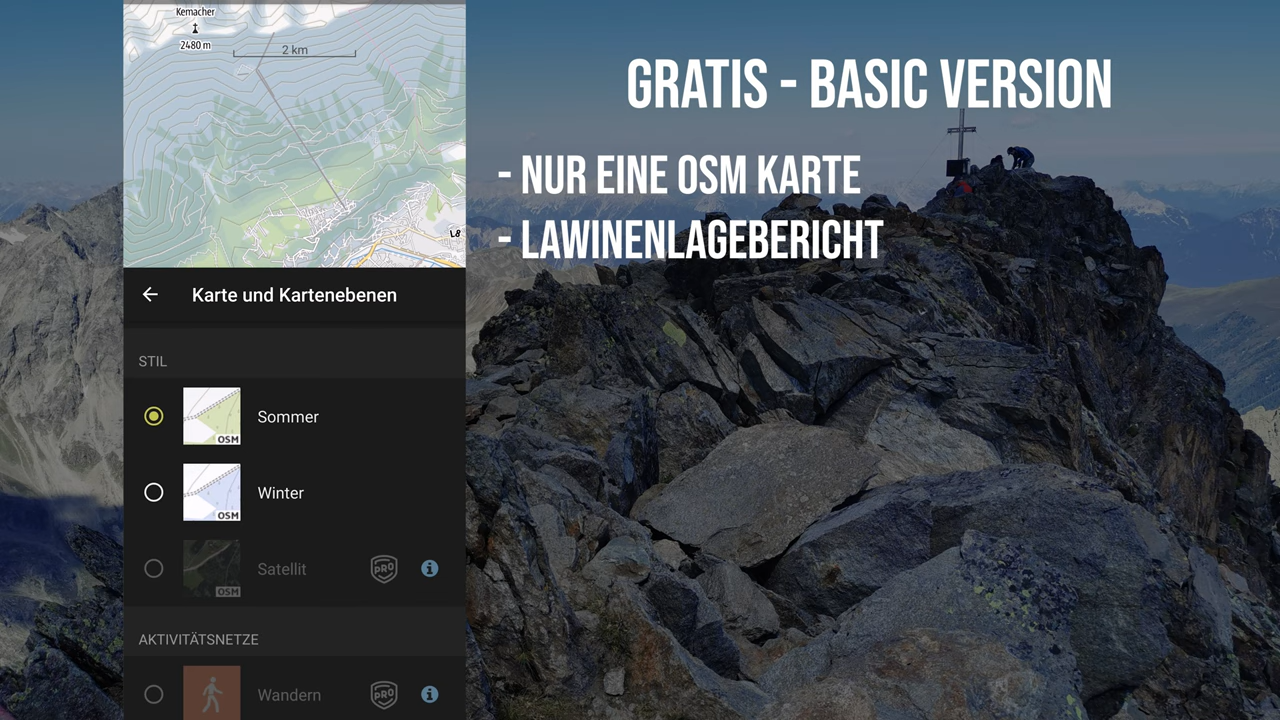 Kemacher
2480 m
2 km
L8
GRATIS - BASIC VERSION
- NUR EINE OSM KARTE
- LAWINENLAGEBERICHT
Karte und Kartenebenen
STIL
OSM
Sommer
OSM
Winter
OSM
Satellit
PRO
i
AKTIVITÄTSNETZE
Wandern
PRO
i